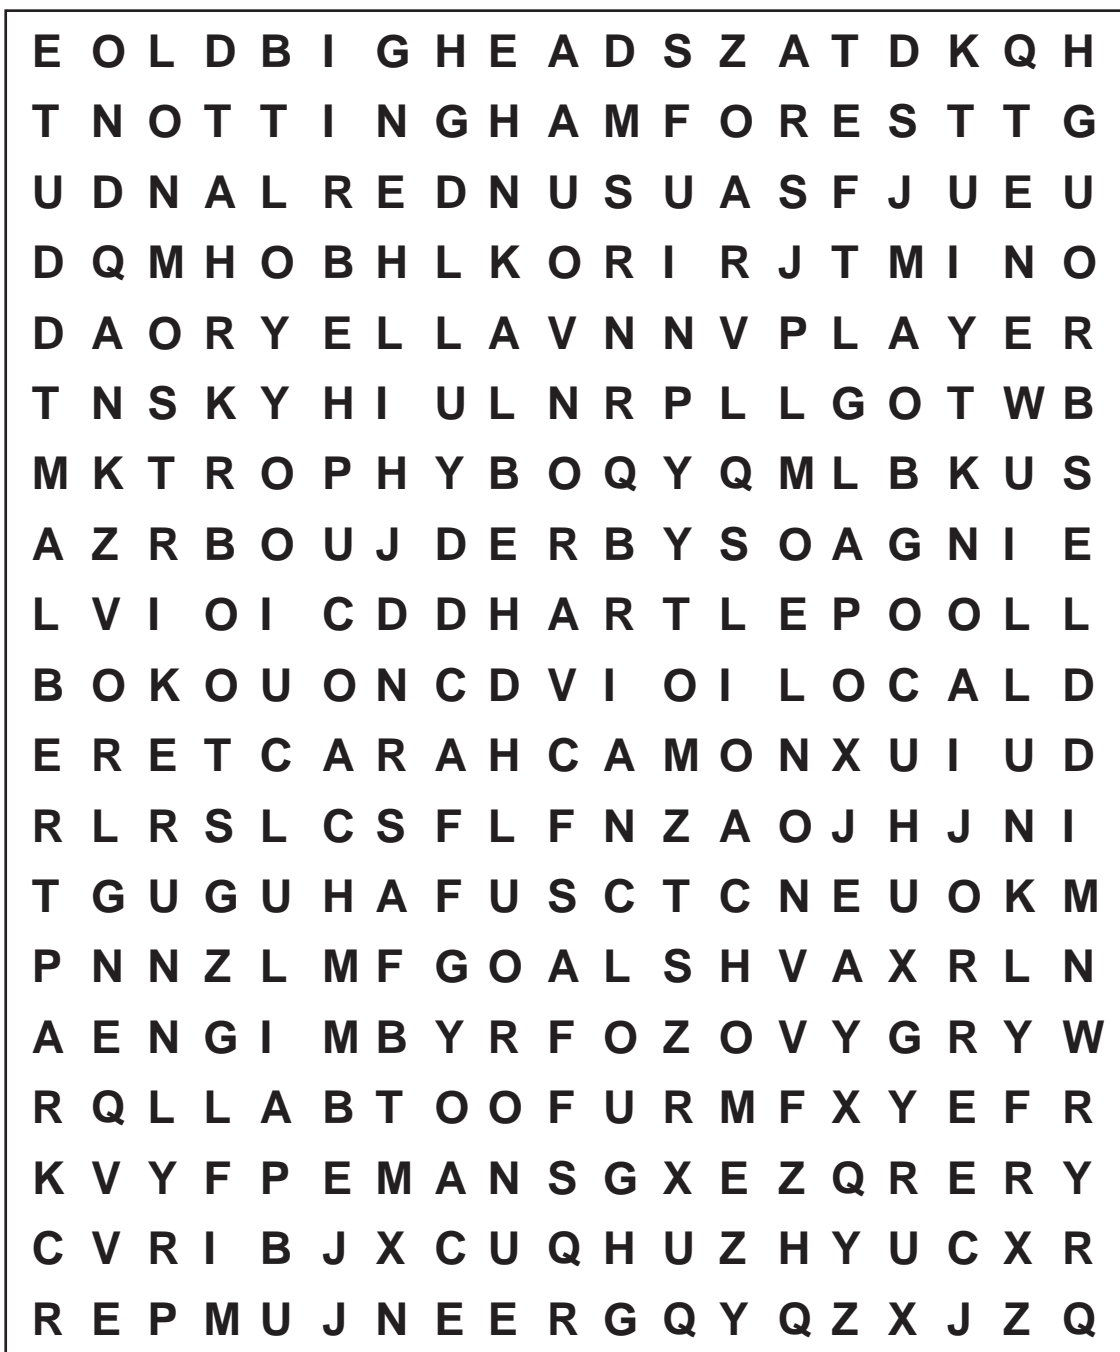 E O L D B I G H E A D S Z A T D K Q H
T N O T T I N G H A M F O R E S T T G
U D N A L R E D N U S U A S F J U E U
D Q M H O B H L K O R I R J T M I N O
D A O R Y E L L A V N N V P L A Y E R
T N S K Y H I U L N R P L L G O T W B
M K T R O P H Y B O Q Y Q M L B K U S
A Z R B O U J D E R B Y S O A G N I E
L V I O I C D D H A R T L E P O O L L
B O K O U O N C D V I O I L O C A L D
E R E T C A R A H C A M O N X U I U D
R L R S L C S F L F N Z A O J H J N I
T G U G U H A F U S C T C N E U O K M
P N N Z L M F G O A L S H V A X R L N
A E N G I M B Y R F O Z O V Y G R Y W
R Q L L A B T O O F U R M F X Y E F R
K V Y F P E M A N S G X E Z Q R E R Y
C V R I B J X C U Q H U Z H Y U C X R
R E P M U J N E E R G Q Y Q Z X J Z Q